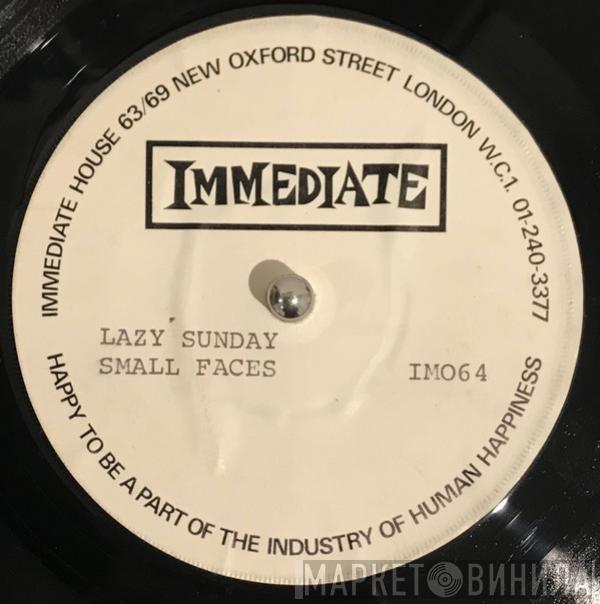 IMMEDIATE HOUSE 63/69 NEW OXFORD STREET LONDON W.C.1. 01-240-3377
IMMEDIATE
LAZY SUNDAY
SMALL FACES
IMO64
HAPPY TO BE A PART OF THE INDUSTRY OF HUMAN HAPPINESS
МАРКЕТ ВИНИЛА